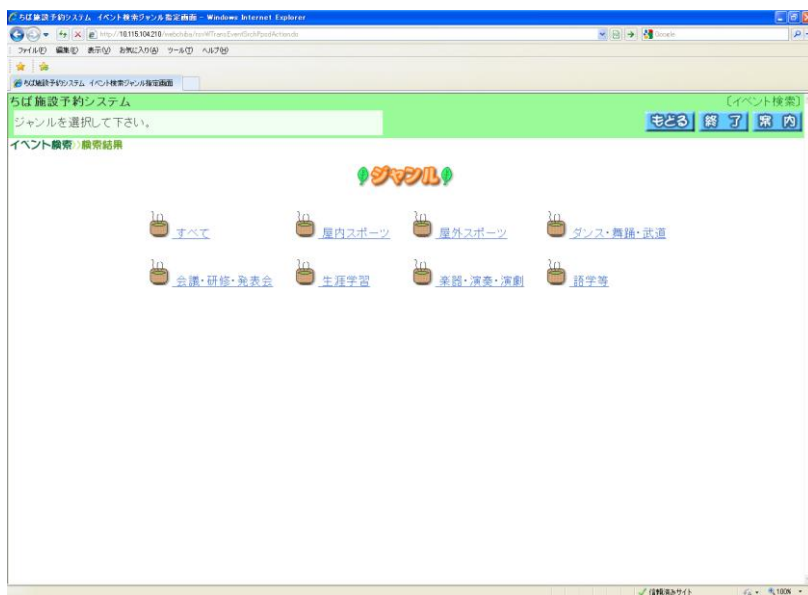 ちば施設予約システム イベント検索ジャンル指定画面 - Windows Internet Explorer
ファイル(F) 編集(E) 表示(V) お気に入り(A) ツール(T) ヘルプ(H)
ちば施設予約システム イベント検索ジャンル指定画面
ちば施設予約システム
[イベント検索]
ジャンルを選択して下さい。
もどる 終了 案内
イベント検索》検索結果
ジャンル
すべて 屋内スポーツ 屋外スポーツ ダンス・舞踊・武道
会議・研修・発表会 生涯学習 楽器・演奏・演劇 語学等
信頼済みサイト 100%